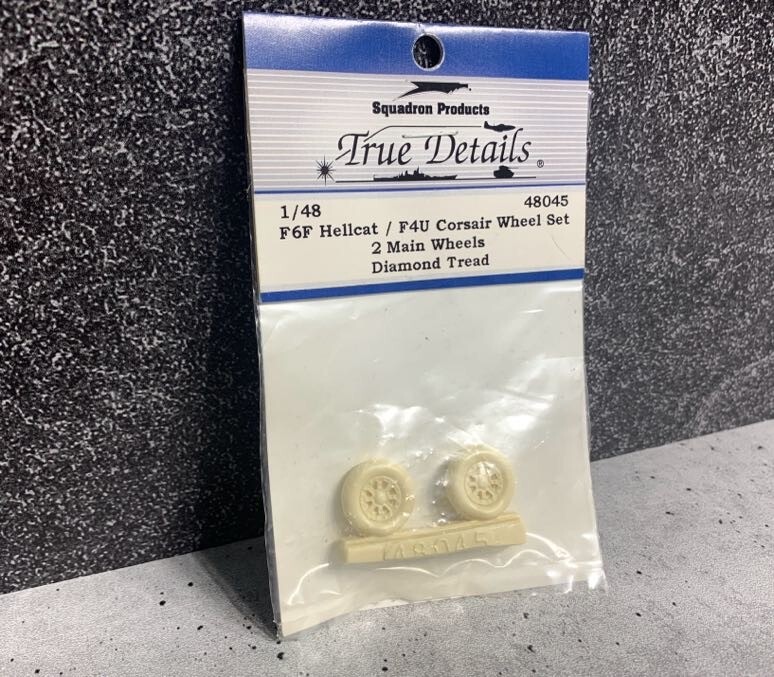 Squadron Products
True Details®
1/48 48045
F6F Hellcat / F4U Corsair Wheel Set
2 Main Wheels
Diamond Tread
48045